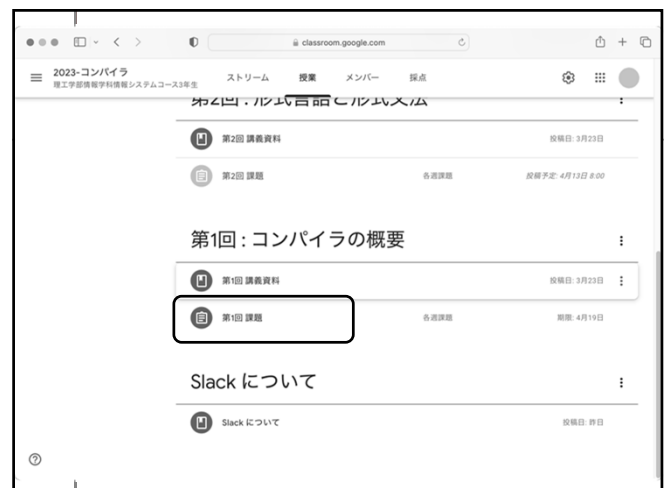 classroom.google.com
2023-コンパイラ
理工学部情報学科情報システムコース3年生
ストリーム 授業 メンバー 採点
第2回 : 形式言語と形式文法
第2回 講義資料 投稿日: 3月23日
第2回 課題 各週課題 投稿予定: 4月13日 8:00
第1回 : コンパイラの概要
第1回 講義資料 投稿日: 3月23日
第1回 課題 各週課題 期限: 4月19日
Slack について
Slack について 投稿日: 昨日